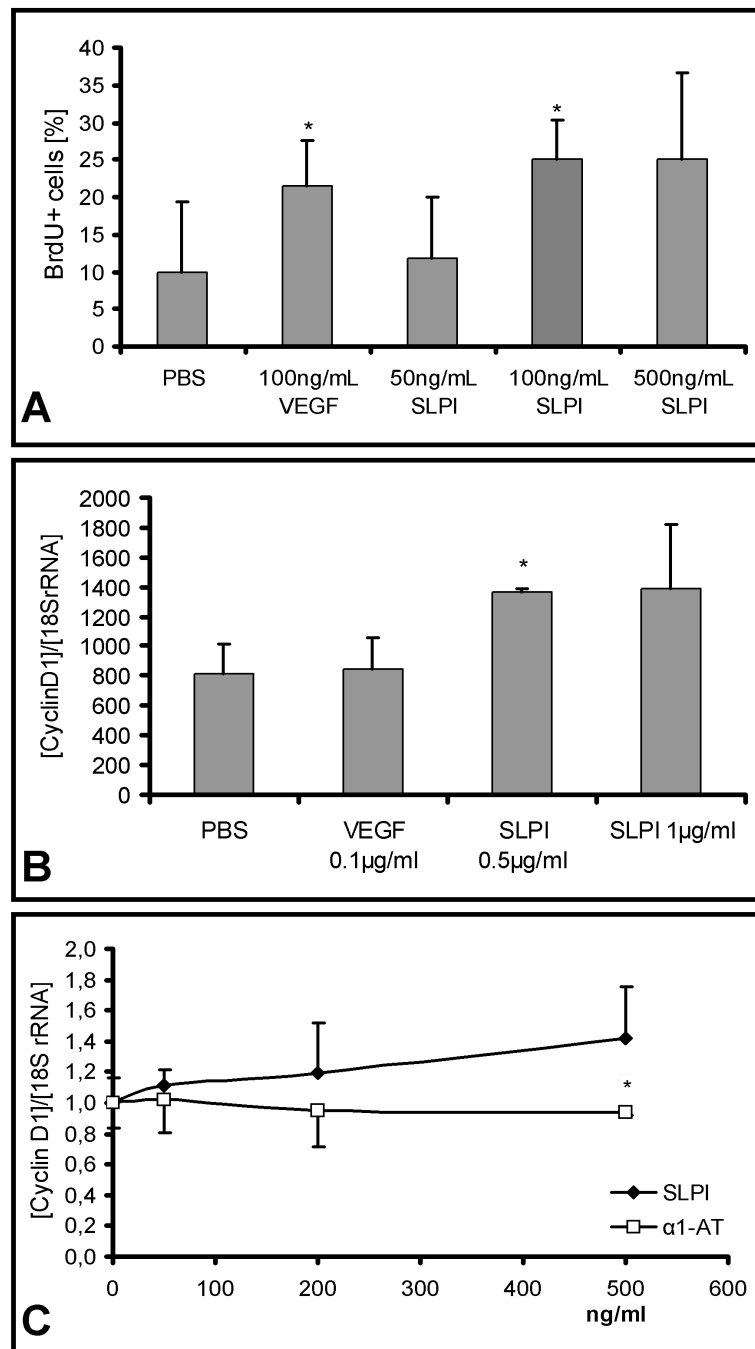 40
35
30
25
20
15
10
5
0
BrdU+ cells [%]
*
*
PBS
100ng/mL
VEGF
50ng/mL
SLPI
100ng/mL
SLPI
500ng/mL
SLPI
A
2000
1800
1600
1400
1200
1000
800
600
400
200
0
[CyclinD1]/[18SrRNA]
*
PBS
VEGF
0.1µg/ml
SLPI
0.5µg/ml
SLPI 1µg/ml
B
2,0
1,8
1,6
1,4
1,2
1,0
0,8
0,6
0,4
0,2
0,0
[Cyclin D1]/[18S rRNA]
*
SLPI
α1-AT
0
100
200
300
400
500
600
ng/ml
C